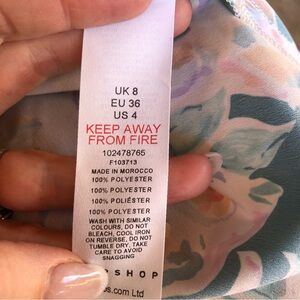 UK 8
EU 36
US 4
KEEP AWAY
FROM FIRE
102478765
F103713
MADE IN MOROCCO
100% POLYESTER
100% POLYESTER
100% POLIÉSTER
100% POLYESTER
WASH WITH SIMILAR
COLOURS, DO NOT
BLEACH, COOL IRON
ON REVERSE, DO NOT
TUMBLE DRY, TAKE
CARE TO AVOID
SNAGGING
PSHOP
s.com Ltd